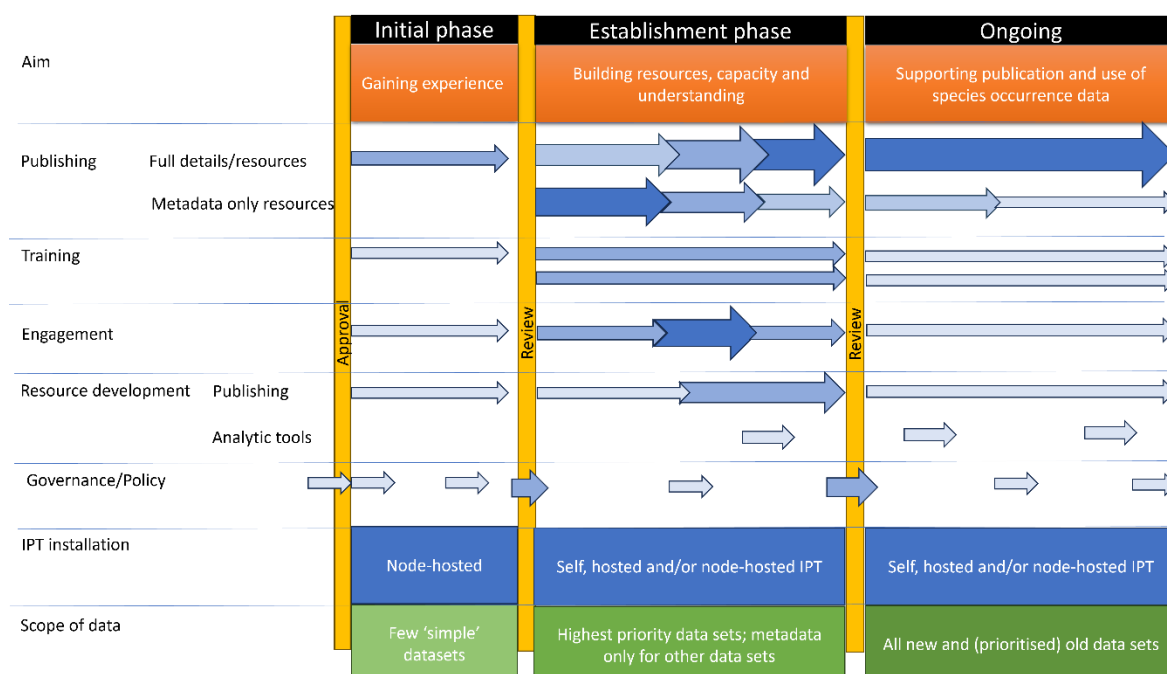 Initial phase
Establishment phase
Ongoing
Aim
Gaining experience
Building resources, capacity and
understanding
Supporting publication and use of
species occurrence data
Publishing
Full details/resources
Metadata only resources
Training
Approval
Review
Review
Engagement
Resource development
Publishing
Analytic tools
Governance/Policy
IPT installation
Node-hosted
Self, hosted and/or node-hosted IPT
Self, hosted and/or node-hosted IPT
Scope of data
Few ‘simple’
datasets
Highest priority data sets; metadata
only for other data sets
All new and (prioritised) old data sets